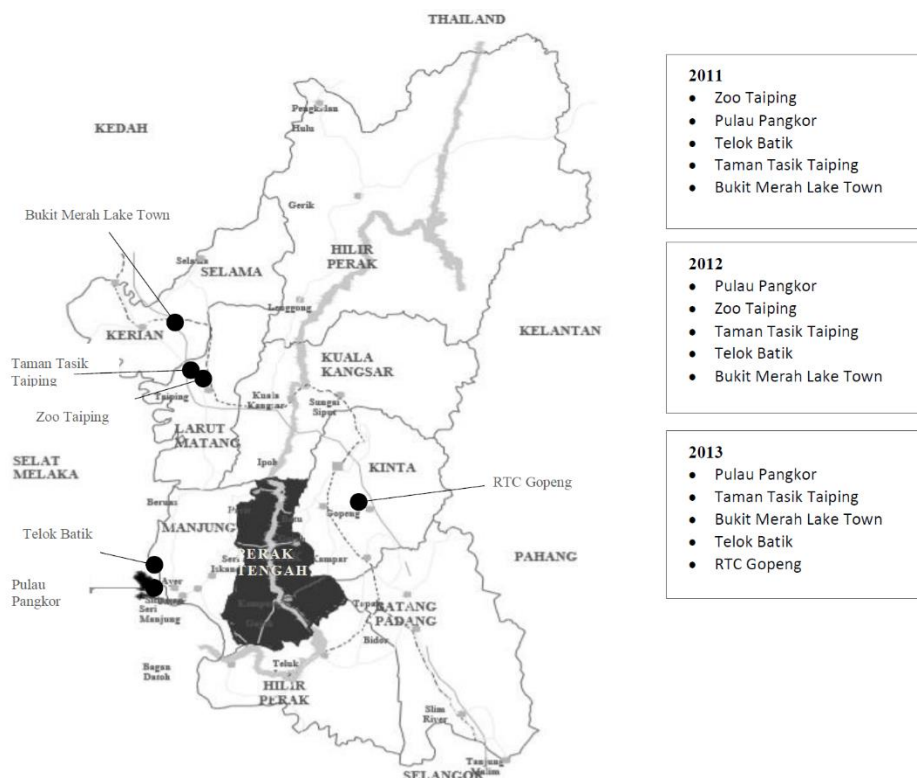 THAILAND
KEDAH
Pengkalan
Hulu
Gerik
Bukit Merah Lake Town
Selama
SELAMA
HILIR
PERAK
Lenggong
KERIAN
KELANTAN
KUALA
KANGSAR
Taman Tasik
Taiping
Taiping
Zoo Taiping
Kuala
Kangsar
Sungai
Siput
LARUT
MATANG
SELAT
MELAKA
Ipoh
KINTA
RTC Gopeng
Beruas
MANJUNG
Gopeng
Telok Batik
PERAK
TENGAH
Seri
Iskandar
Kampar
PAHANG
Pulau
Pangkor
Ayer
Seri
Manjung
Kampung
Gajah
Tapah
BATANG
PADANG
Bidor
Bagan
Datoh
Teluk
HILIR
PERAK
Slim
River
Tanjung
Malim
SELANGOR
2011
• Zoo Taiping
• Pulau Pangkor
• Telok Batik
• Taman Tasik Taiping
• Bukit Merah Lake Town
2012
• Pulau Pangkor
• Zoo Taiping
• Taman Tasik Taiping
• Telok Batik
• Bukit Merah Lake Town
2013
• Pulau Pangkor
• Taman Tasik Taiping
• Bukit Merah Lake Town
• Telok Batik
• RTC Gopeng